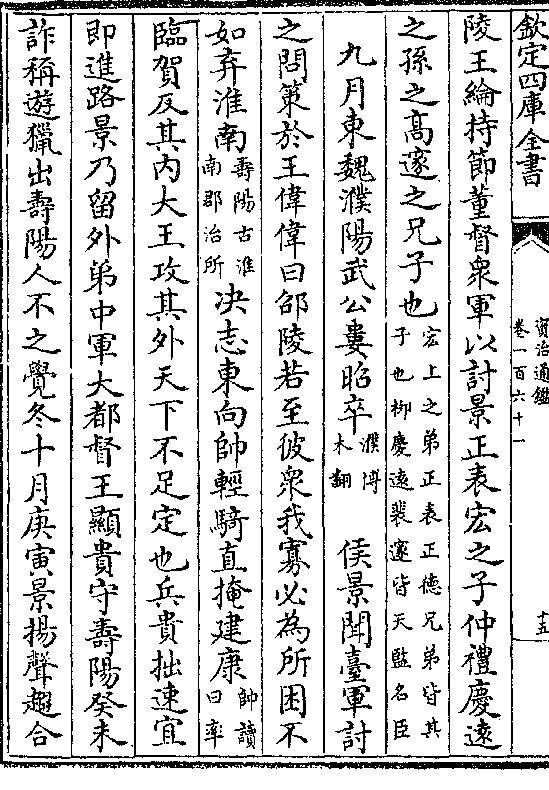 欽定四庫全書
資治通鑑
卷一百六十一
十五
陵王綸持節董督衆軍以討景正表宏之子仲禮慶遠
之孫之髙邃之兄子也宏上之弟正表正德兄弟皆其子也柳慶遠裴邃皆天監名臣
九月東魏濮陽武公婁昭卒濮博木翻 侯景聞臺軍討
之問策於王偉偉曰邵陵若至彼衆我寡必為所困不
如弃淮南壽陽古淮南郡治所决志東向帥輕騎直掩建康帥讀曰率
臨賀反其内大王攻其外天下不足定也兵貴拙速宜
即進路景乃留外弟中軍大都督王顯貴守壽陽癸未
詐稱遊獵出壽陽人不之覺冬十月庚寅景揚聲趨合